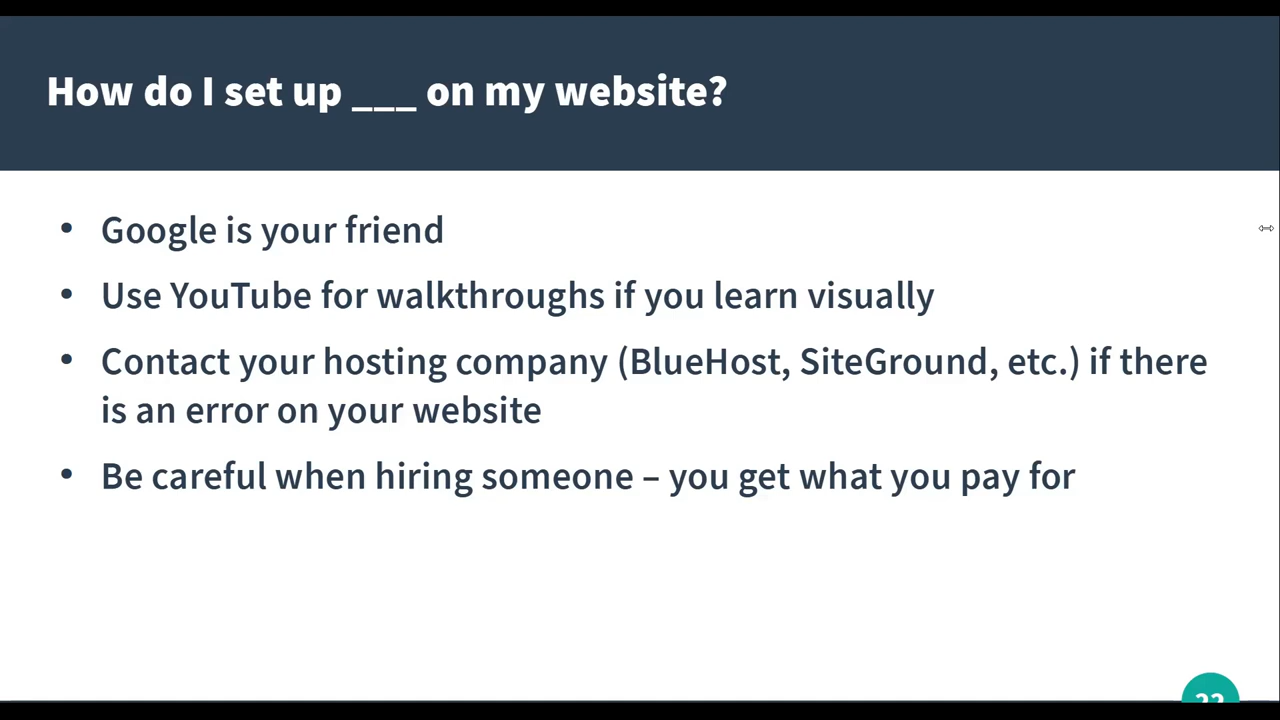 How do I set up ___ on my website?
• Google is your friend
• Use YouTube for walkthroughs if you learn visually
• Contact your hosting company (BlueHost, SiteGround, etc.) if there
is an error on your website
• Be careful when hiring someone – you get what you pay for